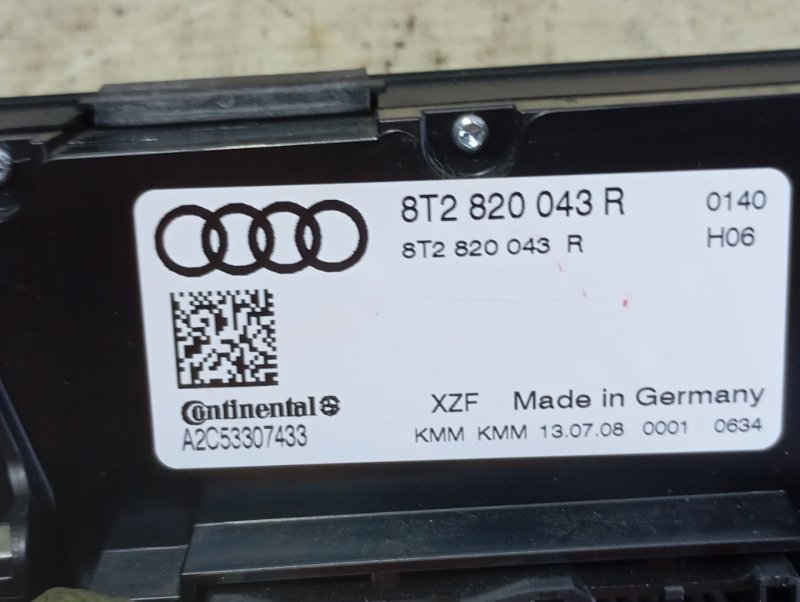 8T2 820 043 R 0140
8T2 820 043 R H06
Continental
A2C53307433
XZF Made in Germany
KMM KMM 13.07.08 0001 0634